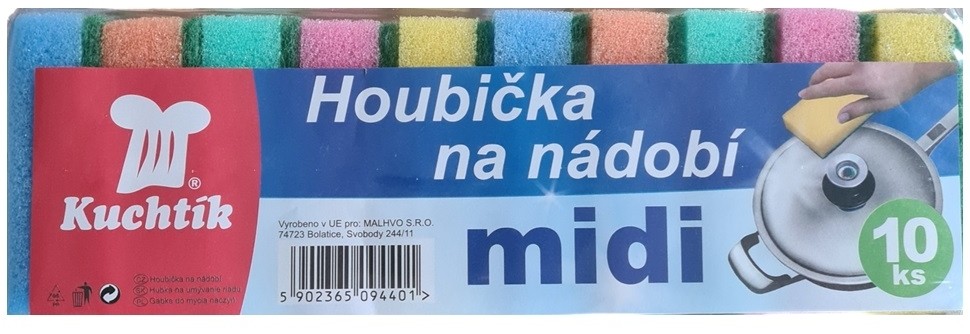 Houbička
na nádobí
midi
10
ks
®
Kuchtík
Vyrobeno v UE pro: MALHVO S.R.O.
74723 Bolatice, Svobody 244/11
5 902365 094401 >
Houbička na nádobí
Hubka na umývanie riadu
Gąbka do mycia naczyń